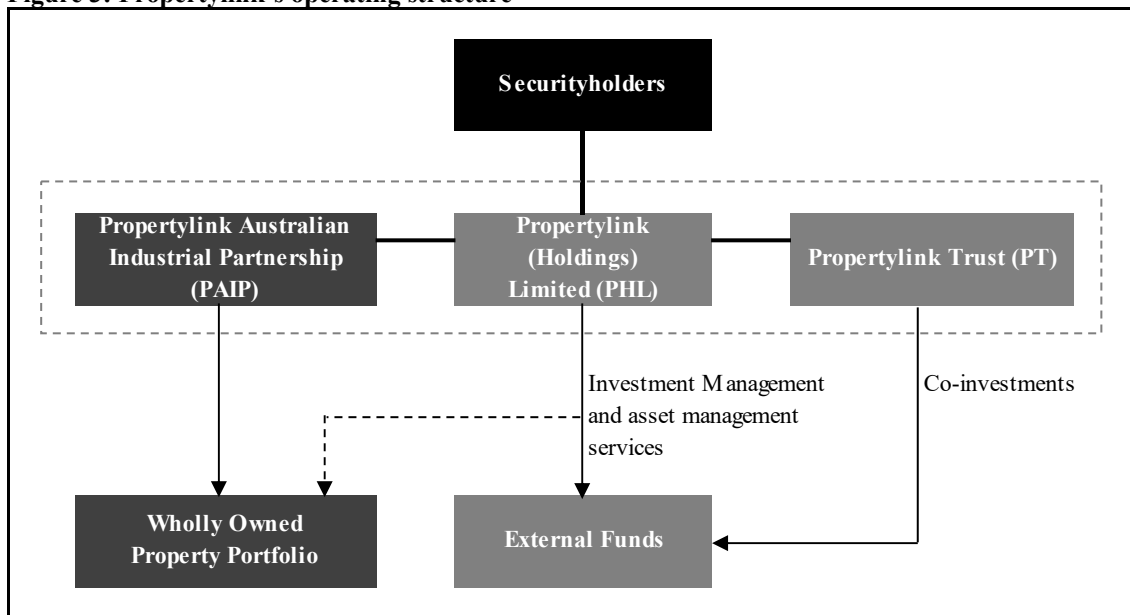 Figure 3: Propertylink's operating structure
Securityholders
Propertylink Australian
Industrial Partnership
(PAIP)
Propertylink
(Holdings)
Limited (PHL)
Propertylink Trust (PT)
Investment Management
and asset management
services
Co-investments
Wholly Owned
Property Portfolio
External Funds